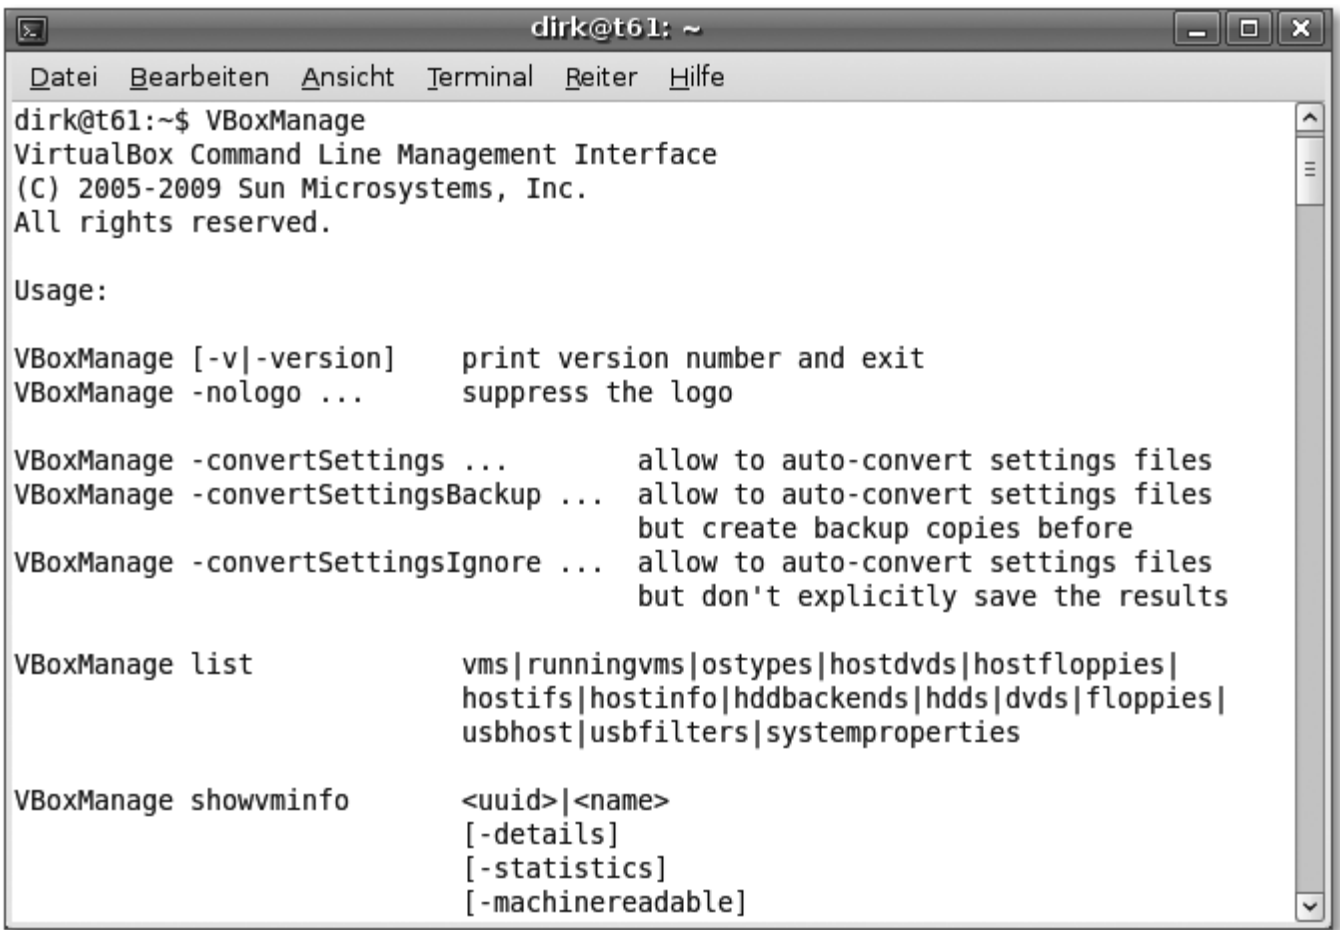 dirk@t61: ~
Datei Bearbeiten Ansicht Terminal Reiter Hilfe
dirk@t61:~$ VBoxManage
VirtualBox Command Line Management Interface
(C) 2005-2009 Sun Microsystems, Inc.
All rights reserved.

Usage:

VBoxManage [-v|-version]    print version number and exit
VBoxManage -nologo ...      suppress the logo

VBoxManage -convertSettings ...        allow to auto-convert settings files
VBoxManage -convertSettingsBackup ...  allow to auto-convert settings files
                                       but create backup copies before
VBoxManage -convertSettingsIgnore ...  allow to auto-convert settings files
                                       but don't explicitly save the results

VBoxManage list             vms|runningvms|ostypes|hostdvds|hostfloppies|
                            hostifs|hostinfo|hddbackends|hdds|dvds|floppies|
                            usbhost|usbfilters|systemproperties

VBoxManage showvminfo       <uuid>|<name>
                            [-details]
                            [-statistics]
                            [-machinereadable]